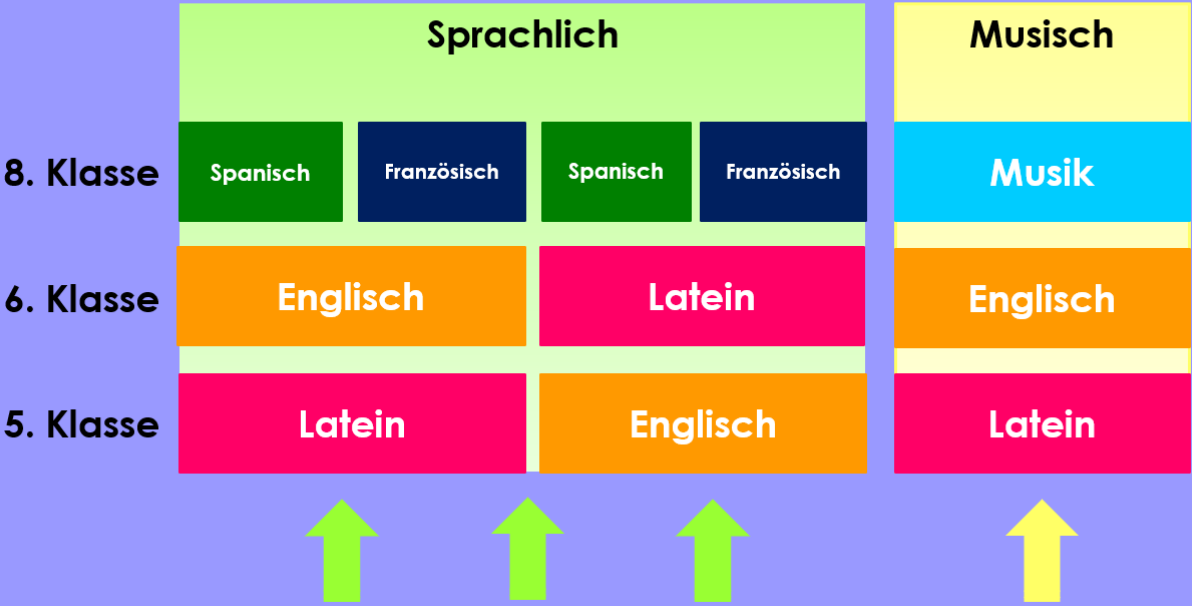 Sprachlich
Musisch
8. Klasse
Spanisch
Französisch
Spanisch
Französisch
Musik
6. Klasse
Englisch
Latein
Englisch
5. Klasse
Latein
Englisch
Latein